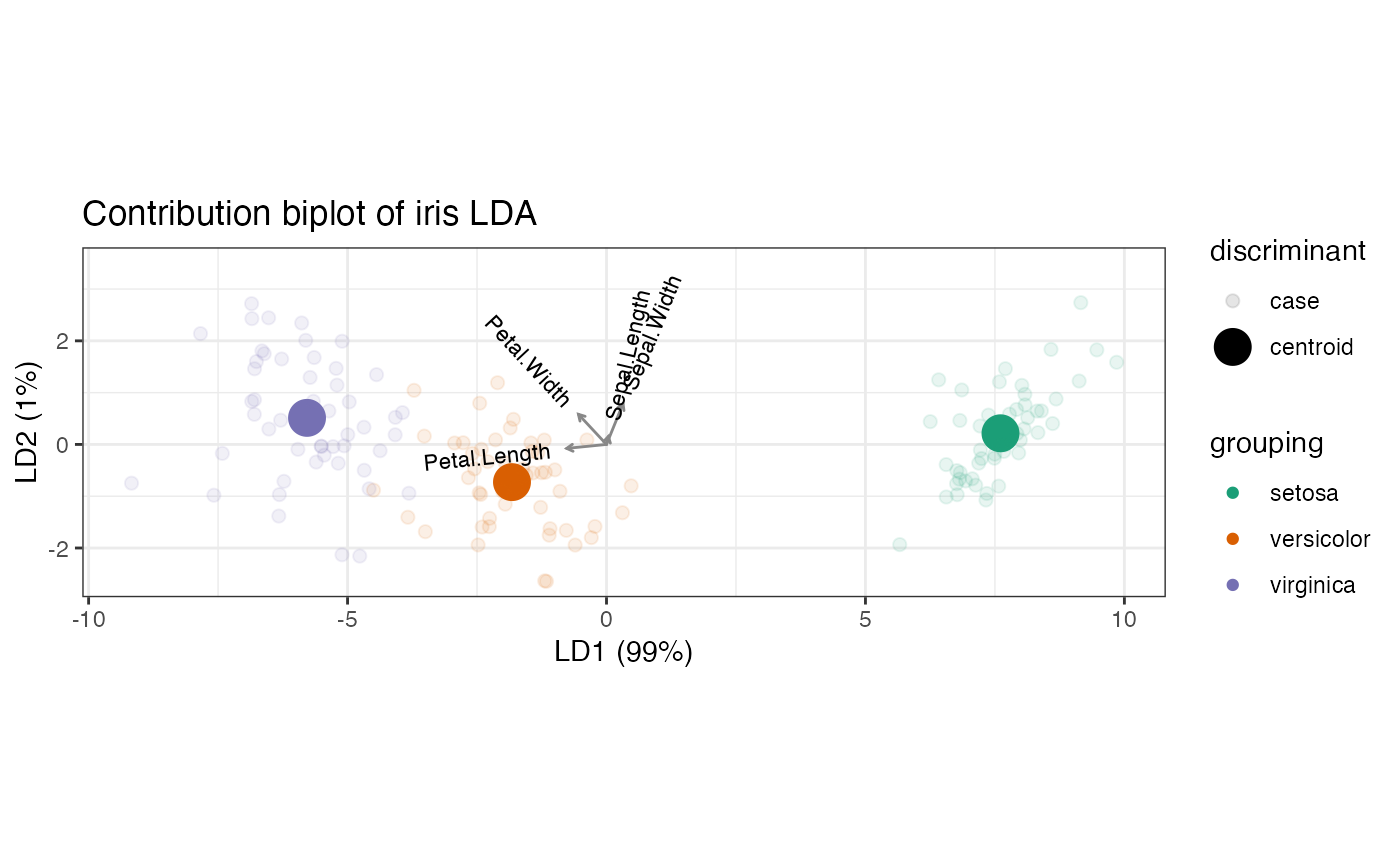 Contribution biplot of iris LDA
Petal.Width
Sepal.Length
Sepal.Width
Petal.Length
LD2 (1%)
2
0
-2
-10
-5
0
5
10
LD1 (99%)
discriminant
case
centroid
grouping
setosa
versicolor
virginica